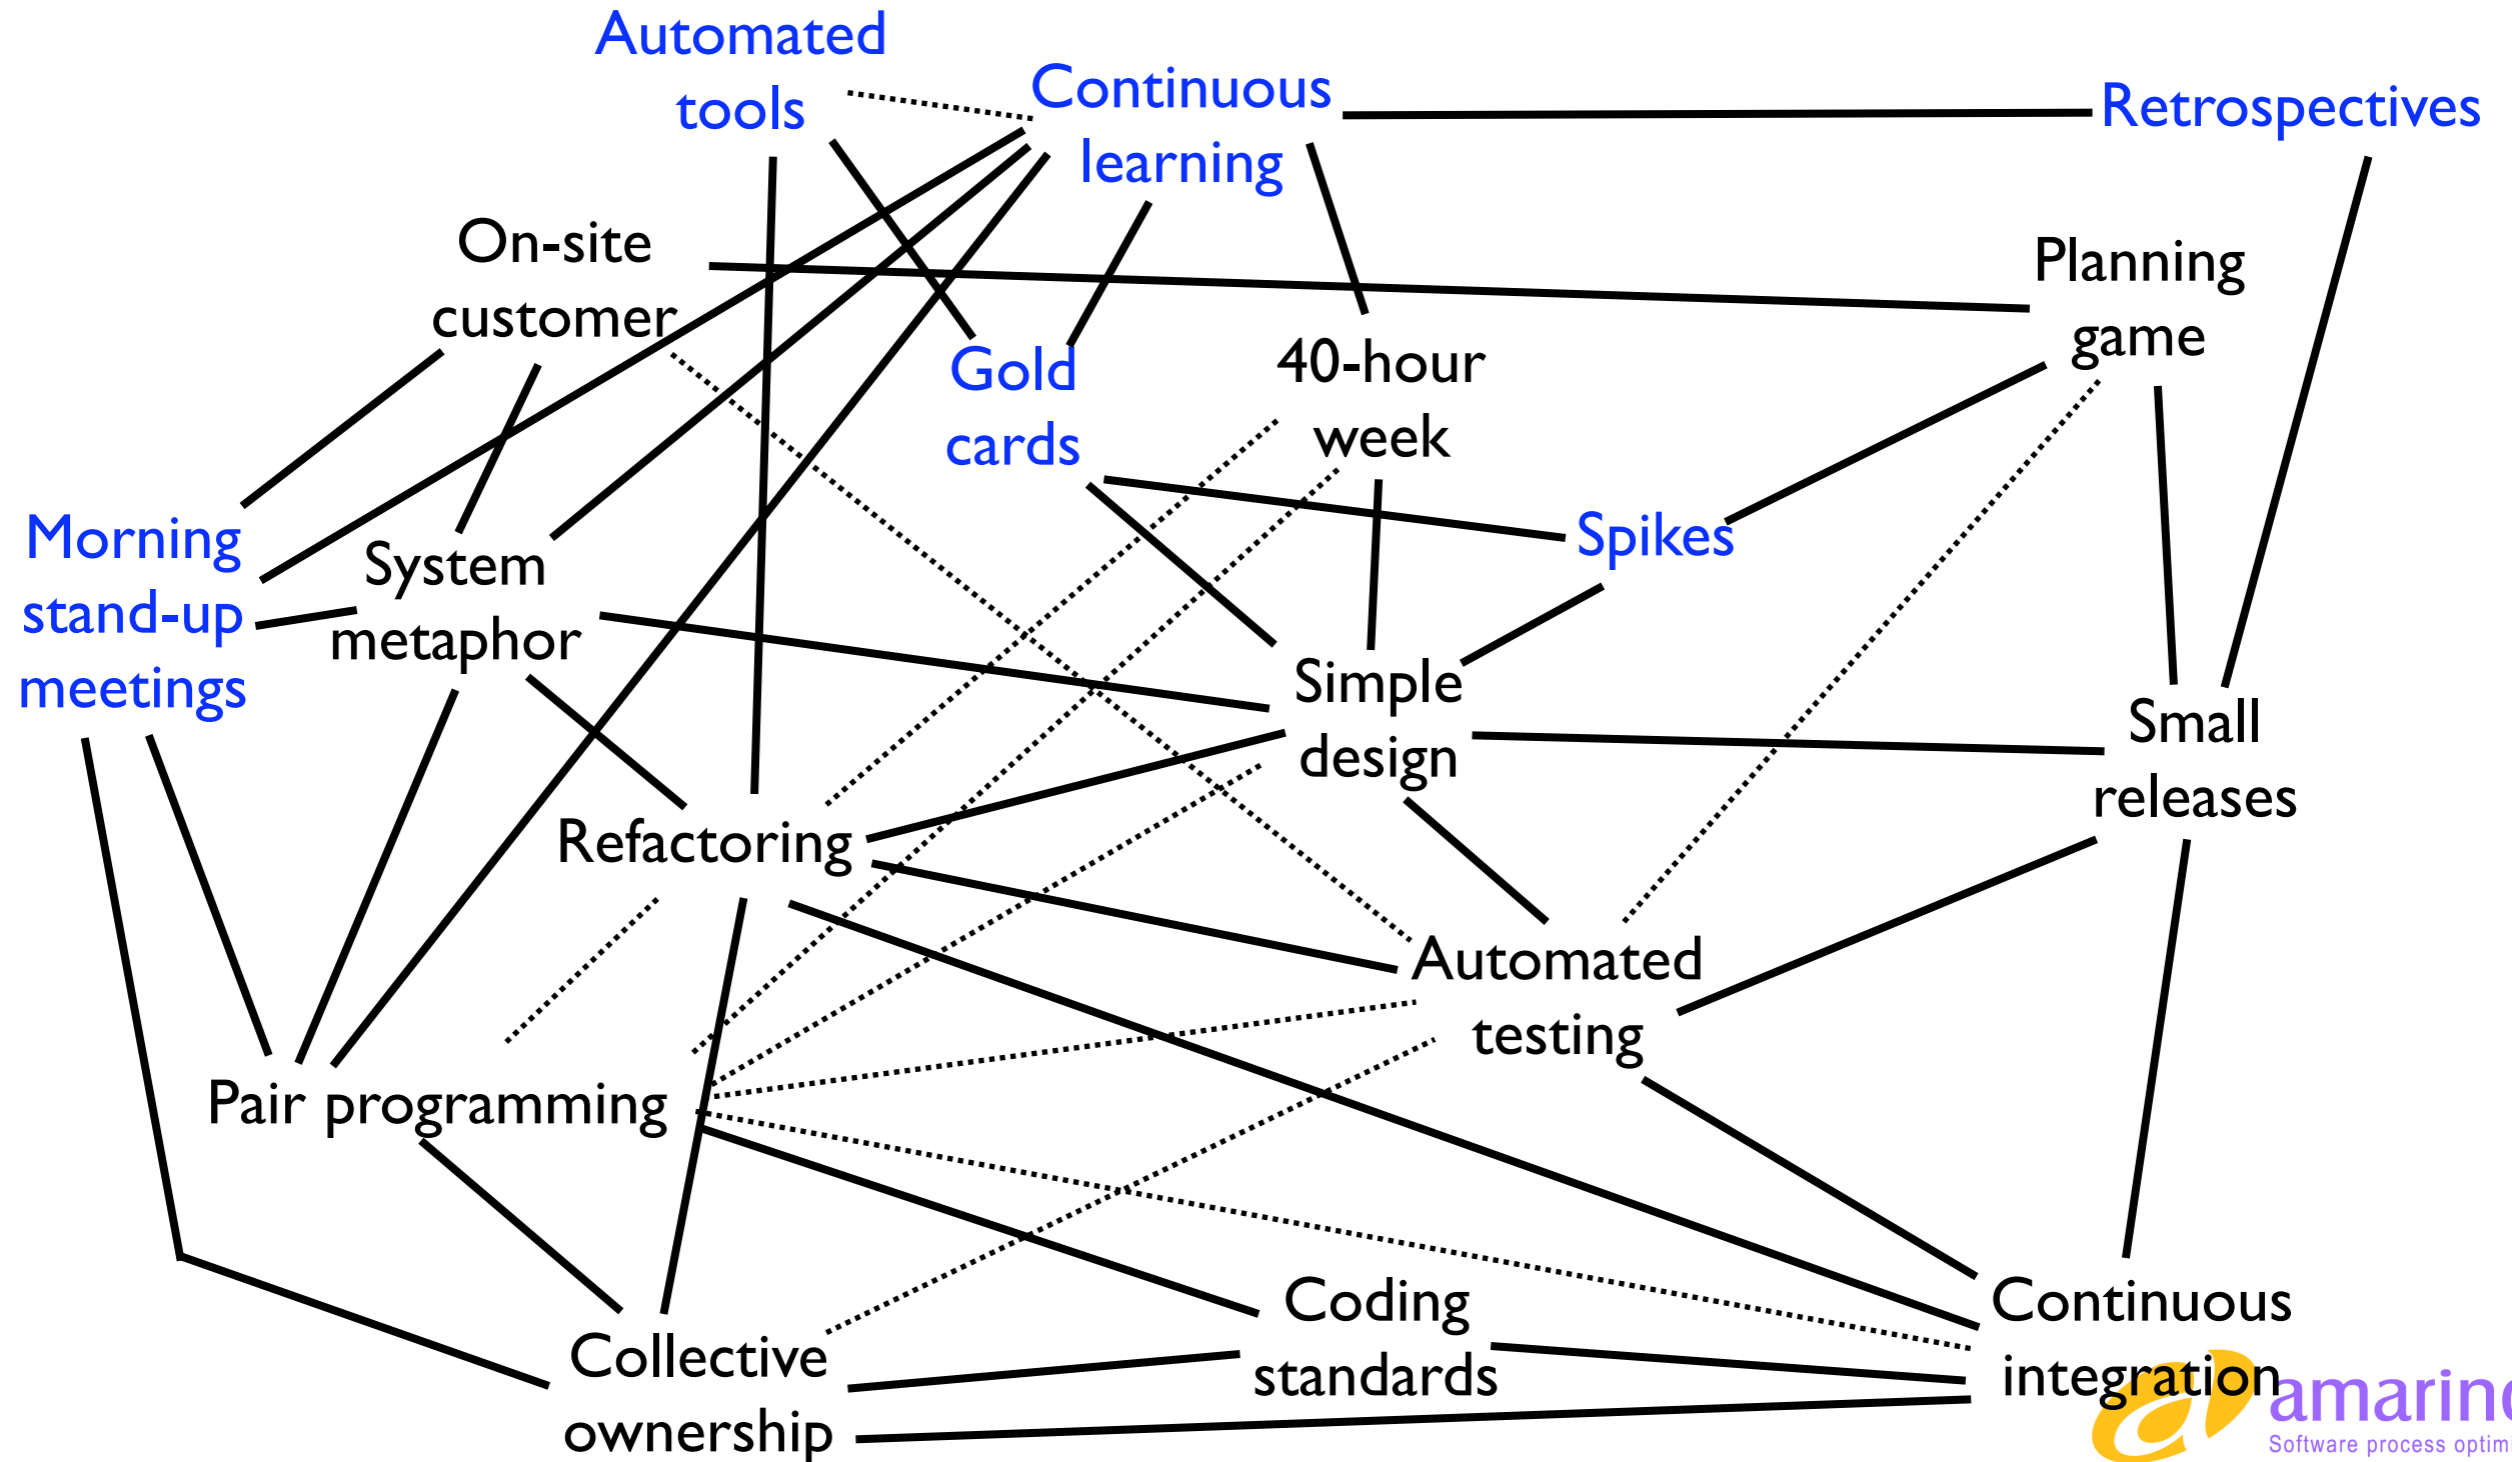 Automated
tools
Continuous
learning
Retrospectives
On-site
customer
Planning
game
Gold
cards
40-hour
week
Morning
stand-up
meetings
System
metaphor
Spikes
Simple
design
Small
releases
Refactoring
Automated
testing
Pair programming
Coding
standards
Continuous
integration
Collective
ownership
Software process